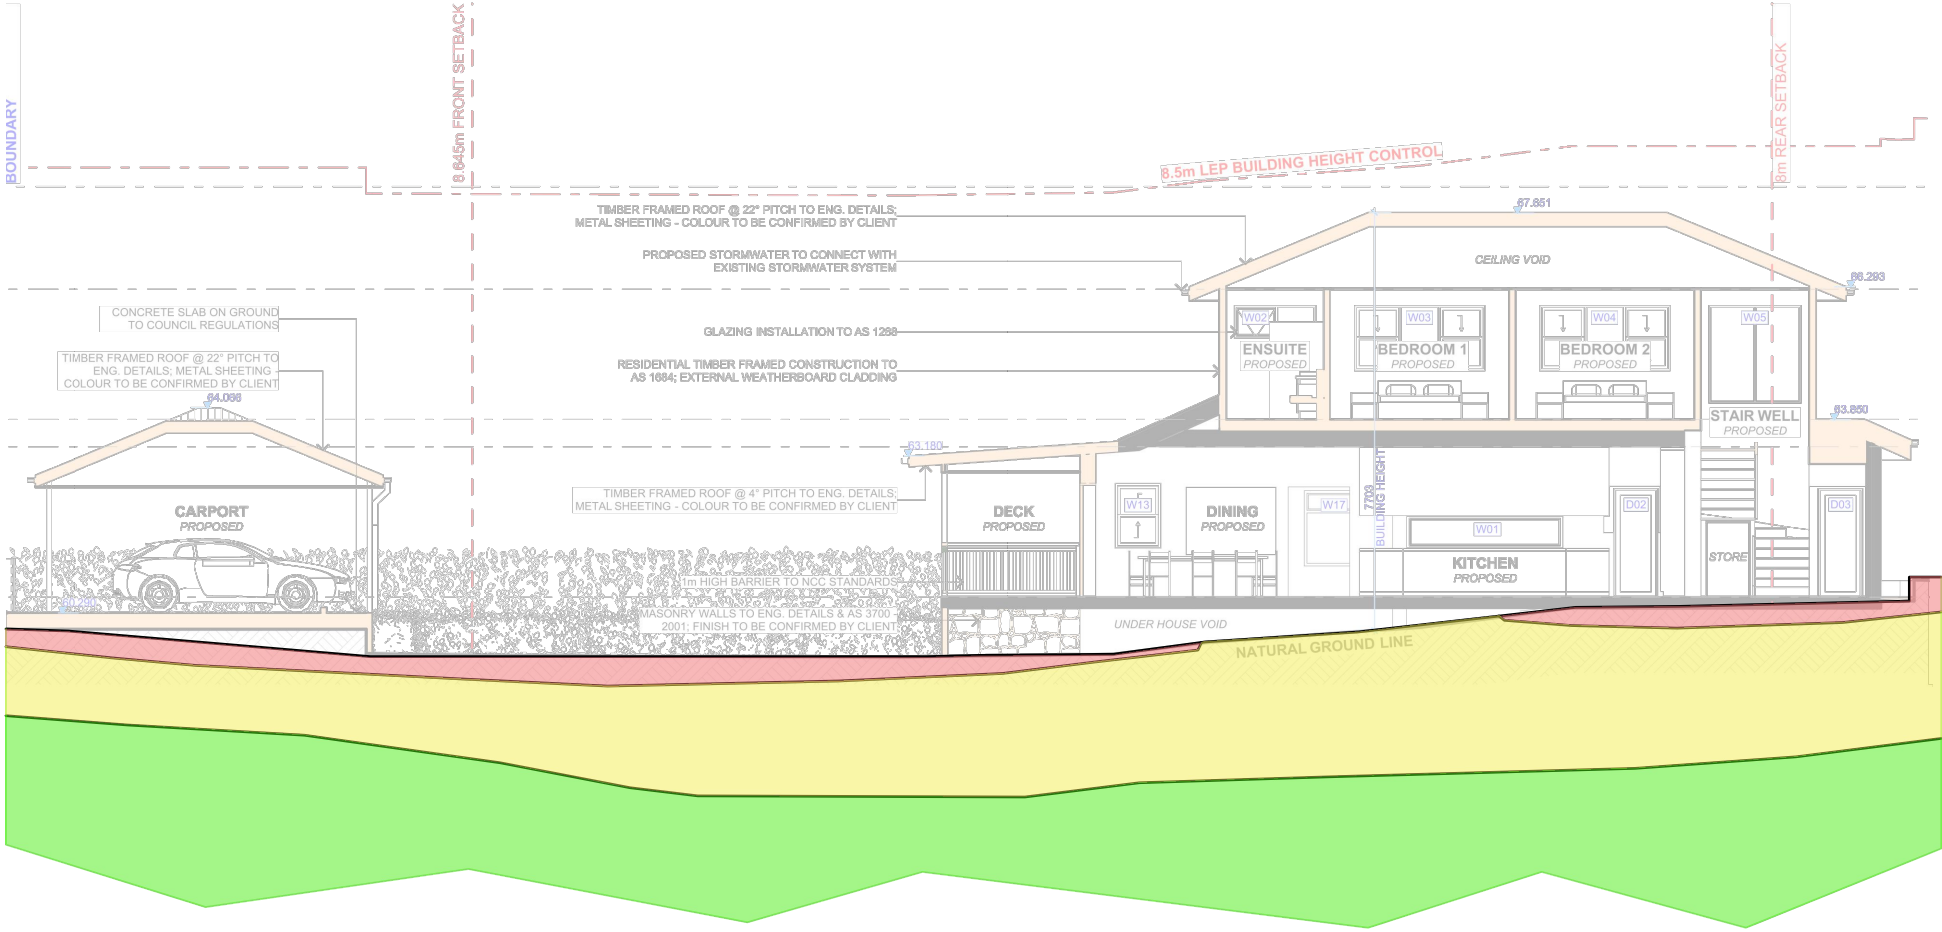 BOUNDARY
8.645m FRONT SETBACK
8.5m LEP BUILDING HEIGHT CONTROL
8m REAR SETBACK
TIMBER FRAMED ROOF @ 22° PITCH TO ENG. DETAILS;
METAL SHEETING - COLOUR TO BE CONFIRMED BY CLIENT
67.651
PROPOSED STORMWATER TO CONNECT WITH
EXISTING STORMWATER SYSTEM
CEILING VOID
66.293
CONCRETE SLAB ON GROUND
TO COUNCIL REGULATIONS
GLAZING INSTALLATION TO AS 1288
W02
W03
W04
W05
TIMBER FRAMED ROOF @ 22° PITCH TO
ENG. DETAILS; METAL SHEETING -
COLOUR TO BE CONFIRMED BY CLIENT
RESIDENTIAL TIMBER FRAMED CONSTRUCTION TO
AS 1684; EXTERNAL WEATHERBOARD CLADDING
ENSUITE
PROPOSED
BEDROOM 1
PROPOSED
BEDROOM 2
PROPOSED
64.066
STAIR WELL
PROPOSED
63.850
63.180
TIMBER FRAMED ROOF @ 4° PITCH TO ENG. DETAILS;
METAL SHEETING - COLOUR TO BE CONFIRMED BY CLIENT
CARPORT
PROPOSED
DECK
PROPOSED
W13
DINING
PROPOSED
W17
7703
BUILDING HEIGHT
W01
D02
D03
KITCHEN
PROPOSED
STORE
1m HIGH BARRIER TO NCC STANDARDS
MASONRY WALLS TO ENG. DETAILS & AS 3700 -
2001; FINISH TO BE CONFIRMED BY CLIENT
UNDER HOUSE VOID
NATURAL GROUND LINE